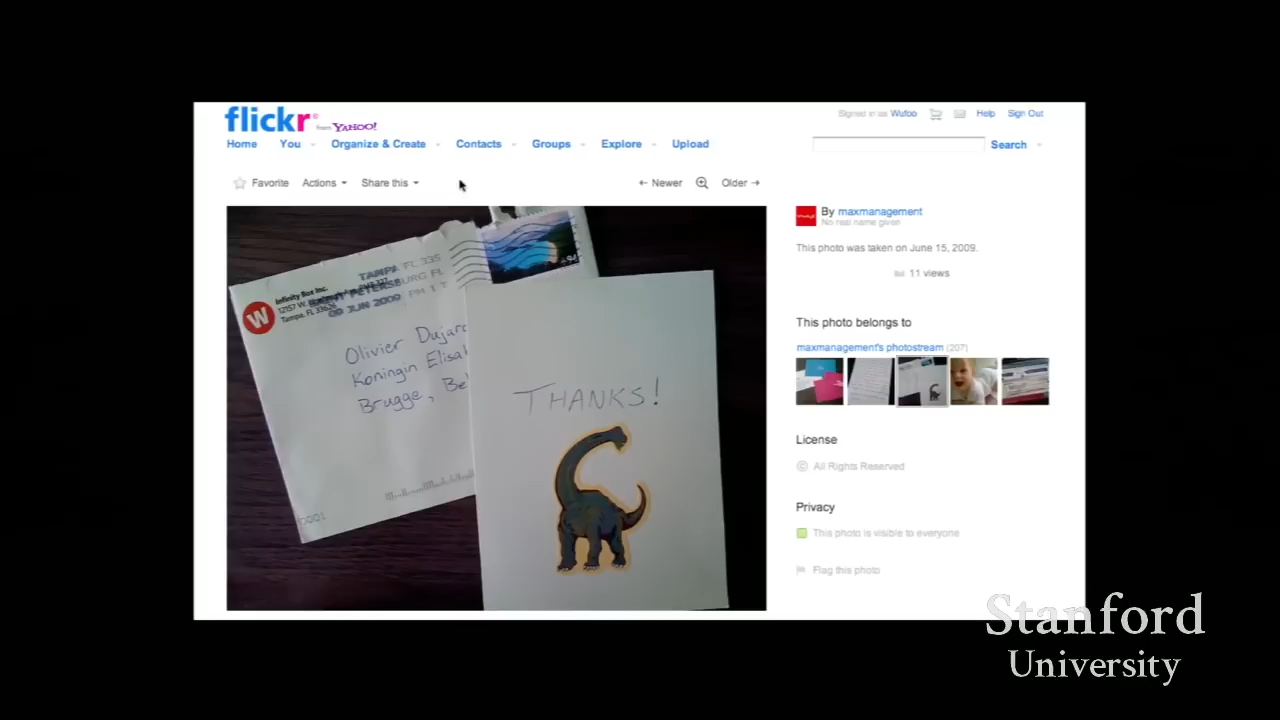 flickr from YAHOO!
Signed in as Wufoo Help Sign Out
Home You Organize & Create Contacts Groups Explore Upload
Search
Favorite Actions Share this
← Newer Older →
By maxmanagement
No real name given
This photo was taken on June 15, 2009.
11 views
This photo belongs to
maxmanagement's photostream (207)
License
© All Rights Reserved
Privacy
This photo is visible to everyone
Flag this photo
W
Infinity Box Inc.
12157 W.
Tampa, FL 33626
TAMPA FL 335
BURG FL
09 JUN 2009 PM 1 T
Olivier
Koningin
Brugge,
THANKS!
Stanford
University